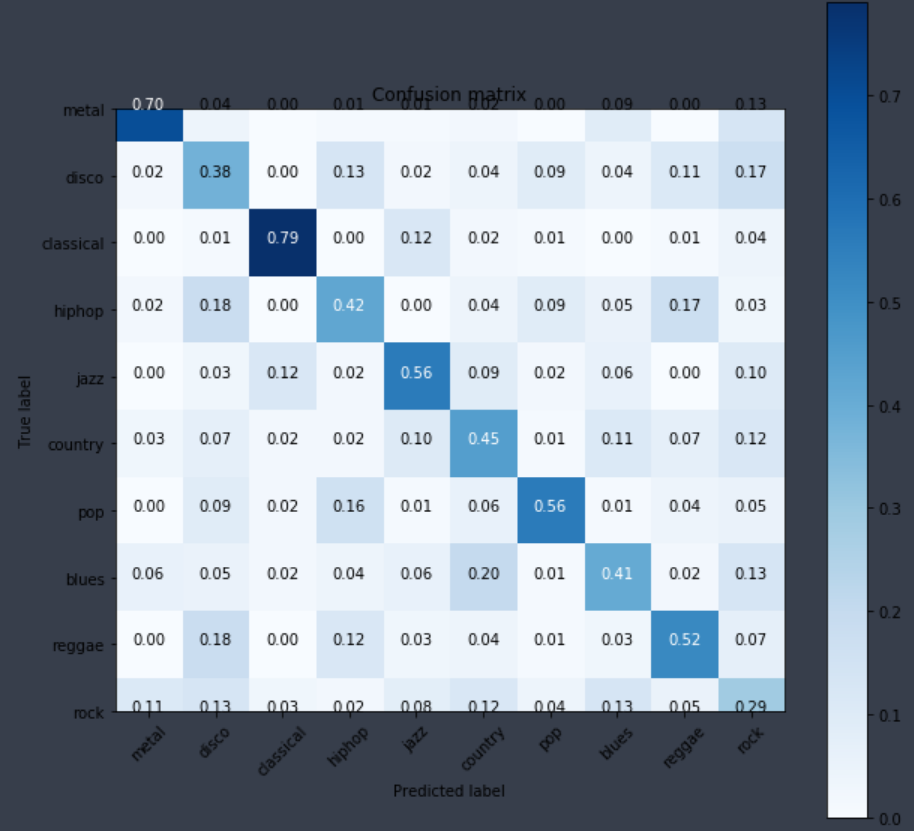 Confusion matrix
metal 0.70 0.04 0.00 0.01 0.01 0.02 0.00 0.09 0.00 0.13
disco 0.02 0.38 0.00 0.13 0.02 0.04 0.09 0.04 0.11 0.17
classical 0.00 0.01 0.79 0.00 0.12 0.02 0.01 0.00 0.01 0.04
hiphop 0.02 0.18 0.00 0.42 0.00 0.04 0.09 0.05 0.17 0.03
jazz 0.00 0.03 0.12 0.02 0.56 0.09 0.02 0.06 0.00 0.10
country 0.03 0.07 0.02 0.02 0.10 0.45 0.01 0.11 0.07 0.12
pop 0.00 0.09 0.02 0.16 0.01 0.06 0.56 0.01 0.04 0.05
blues 0.06 0.05 0.02 0.04 0.06 0.20 0.01 0.41 0.02 0.13
reggae 0.00 0.18 0.00 0.12 0.03 0.04 0.01 0.03 0.52 0.07
rock 0.11 0.13 0.03 0.02 0.08 0.12 0.04 0.13 0.05 0.29
metal disco classical hiphop jazz country pop blues reggae rock
Predicted label
True label
0.7
0.6
0.5
0.4
0.3
0.2
0.1
0.0